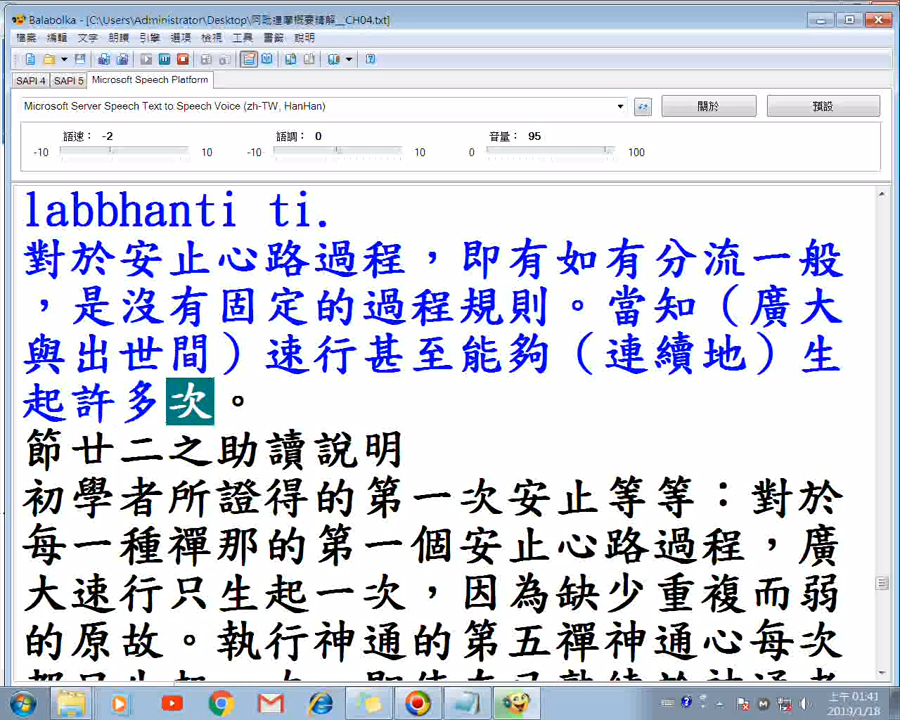 Balabolka - [C:\Users\Administrator\Desktop\阿毗達摩概要精解__CH04.txt]
檔案 編輯 文字 朗讀 引擎 選項 檢視 工具 書籤 說明
SAPI 4 SAPI 5 Microsoft Speech Platform
Microsoft Server Speech Text to Speech Voice (zh-TW, HanHan) 關於 預設
語速： -2 語調： 0 音量： 95
-10 10 -10 10 0 100
labbhanti ti.
對於安止心路過程，即有如有分流一般
，是沒有固定的過程規則。當知（廣大
與出世間）速行甚至能夠（連續地）生
起許多次。
節廿二之助讀說明
初學者所證得的第一次安止等等：對於
每一種禪那的第一個安止心路過程，廣
大速行只生起一次，因為缺少重複而弱
的原故。執行神通的第五禪神通心每次
上午 01:41
2019/1/18